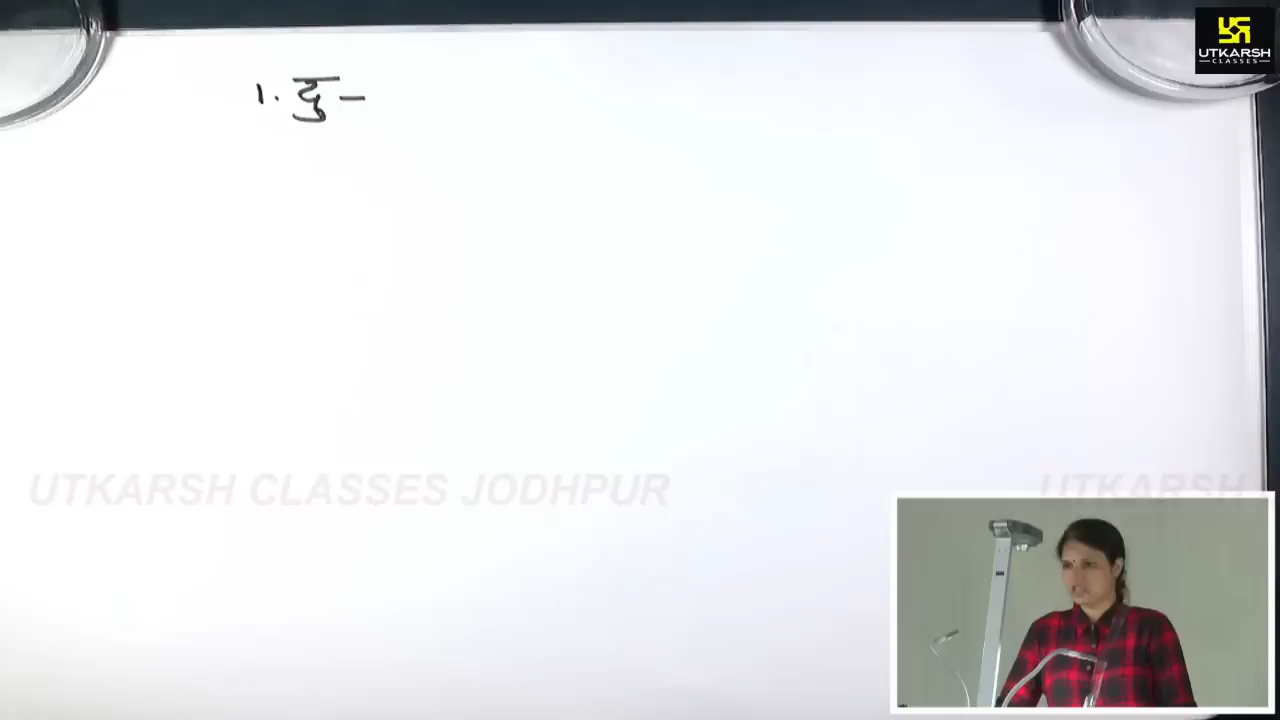 UTKARSH
CLASSES
1. दु –
UTKARSH CLASSES JODHPUR
UTKARSH